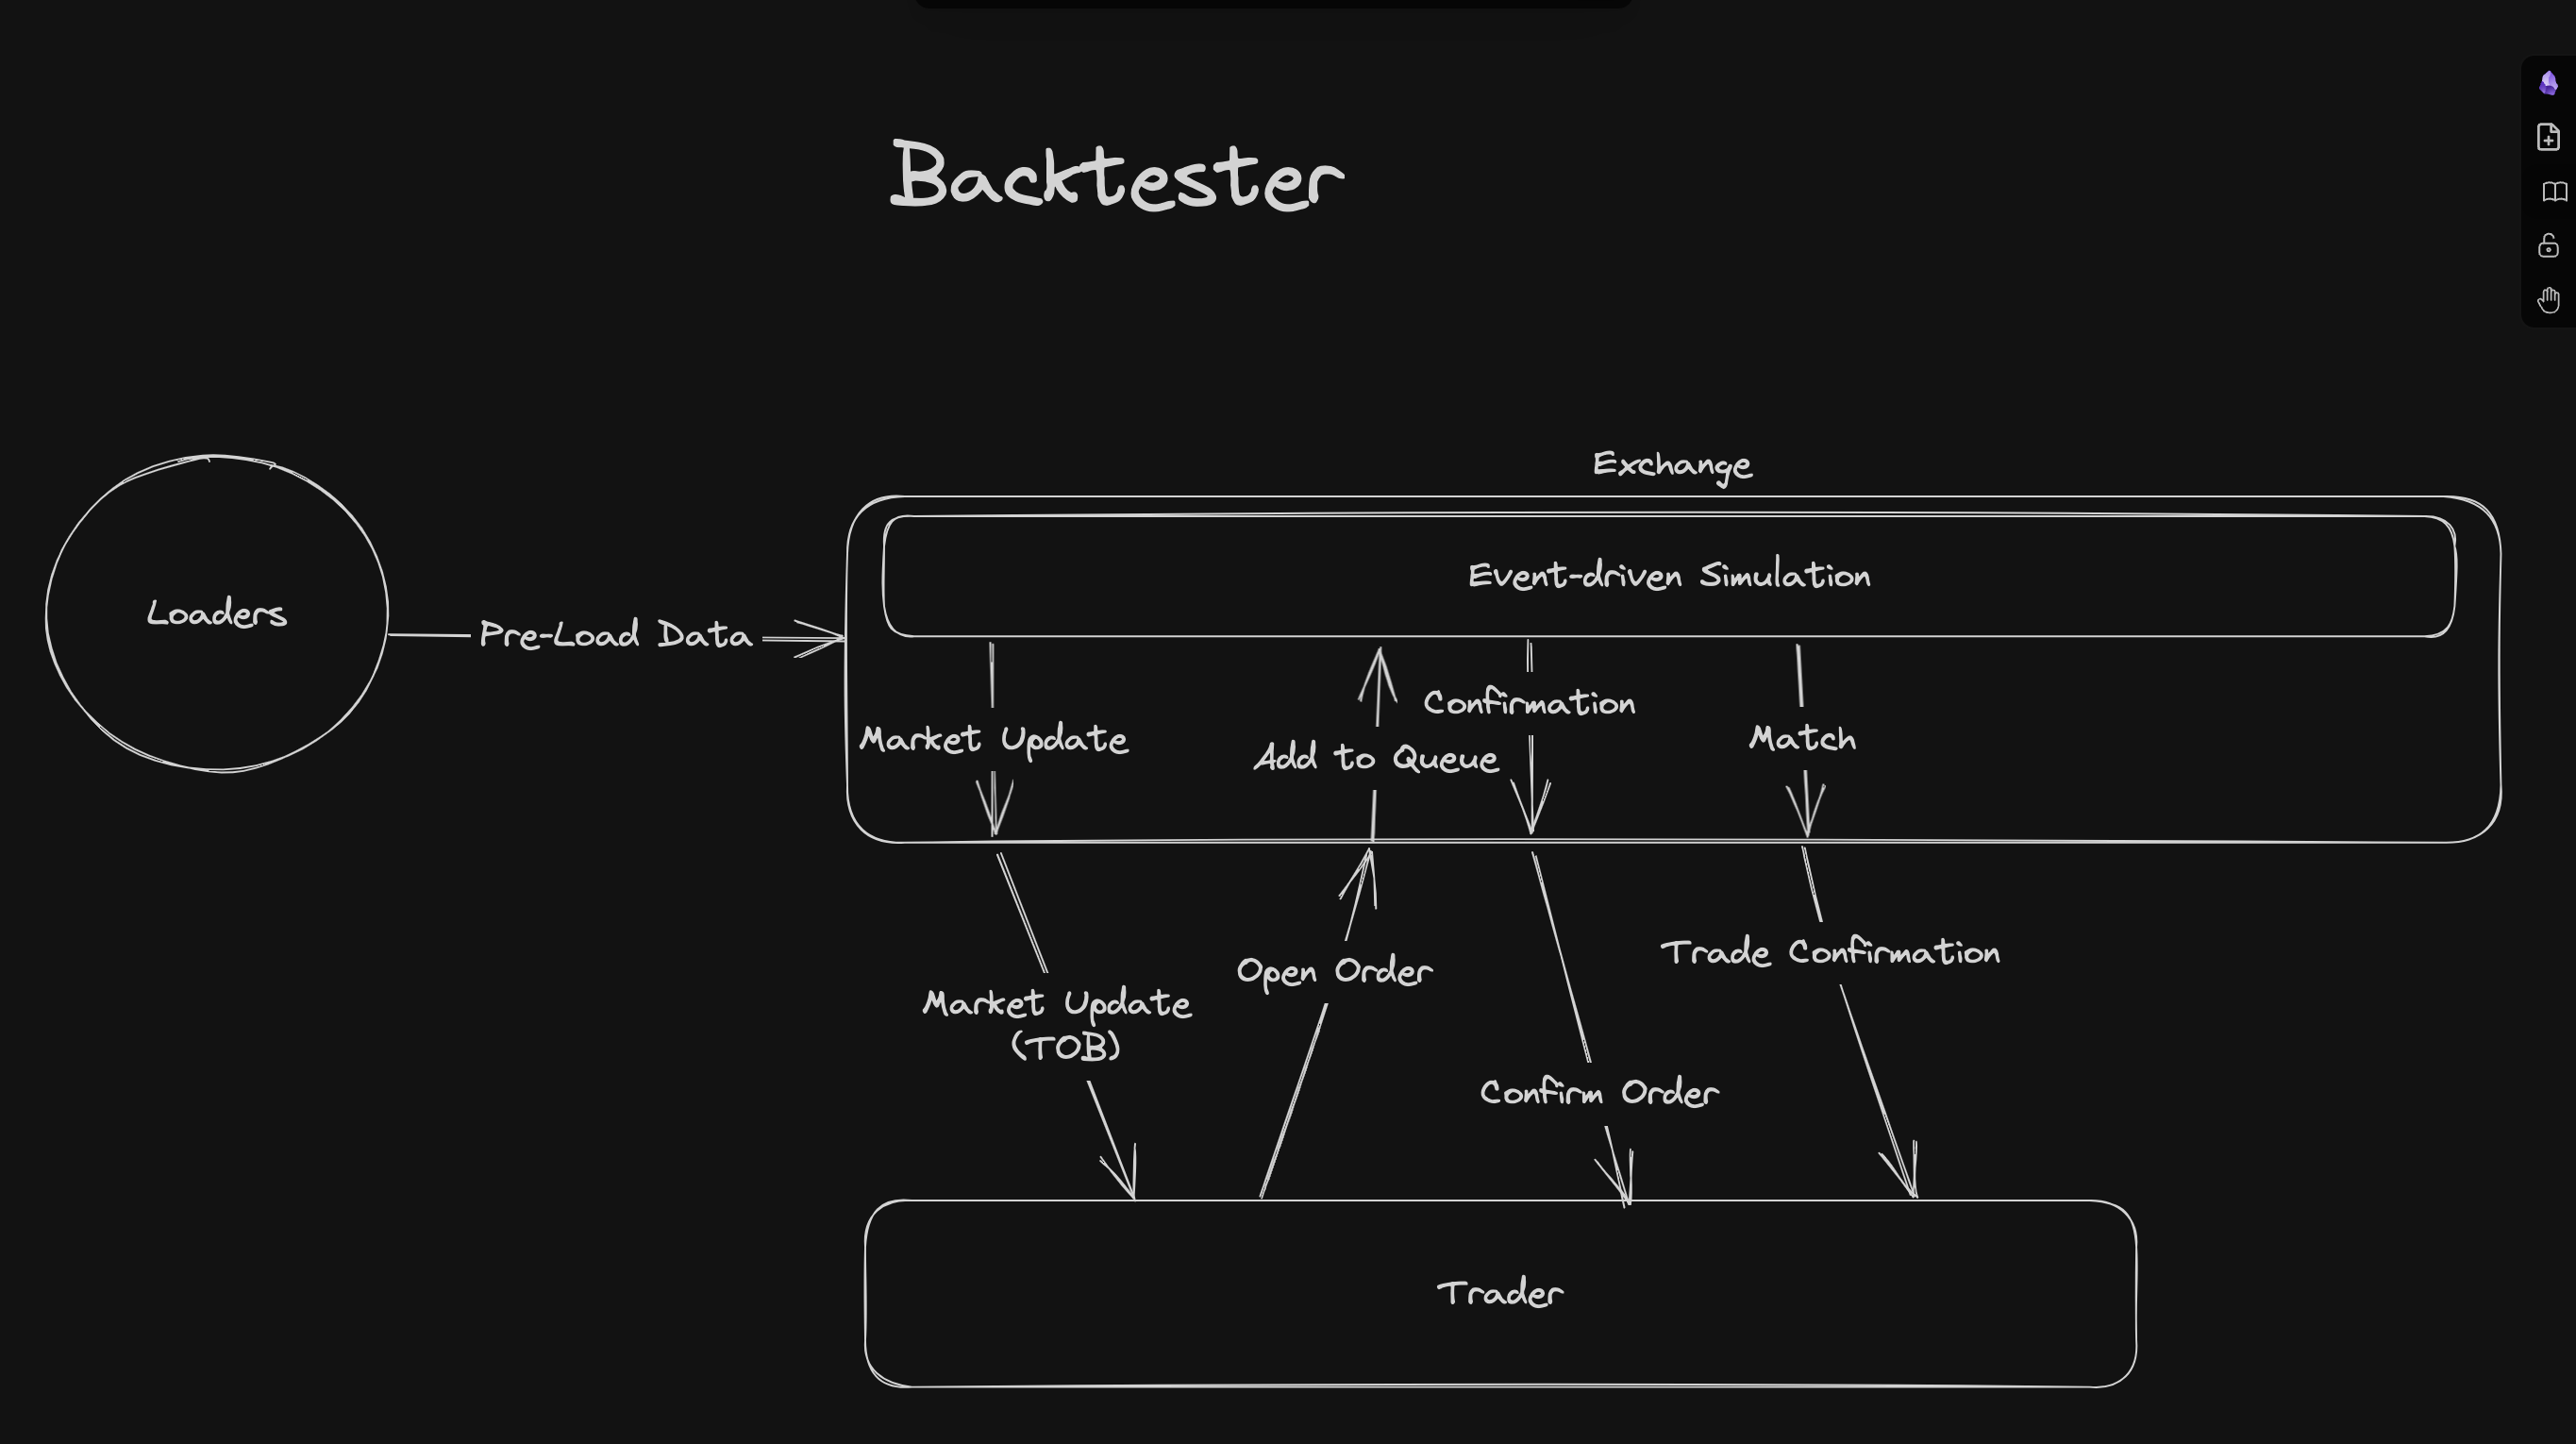 Backtester
Exchange
Event-driven Simulation
Loaders
Pre-Load Data
Market Update
Add to Queue
Confirmation
Match
Market Update
(TOB)
Open Order
Confirm Order
Trade Confirmation
Trader